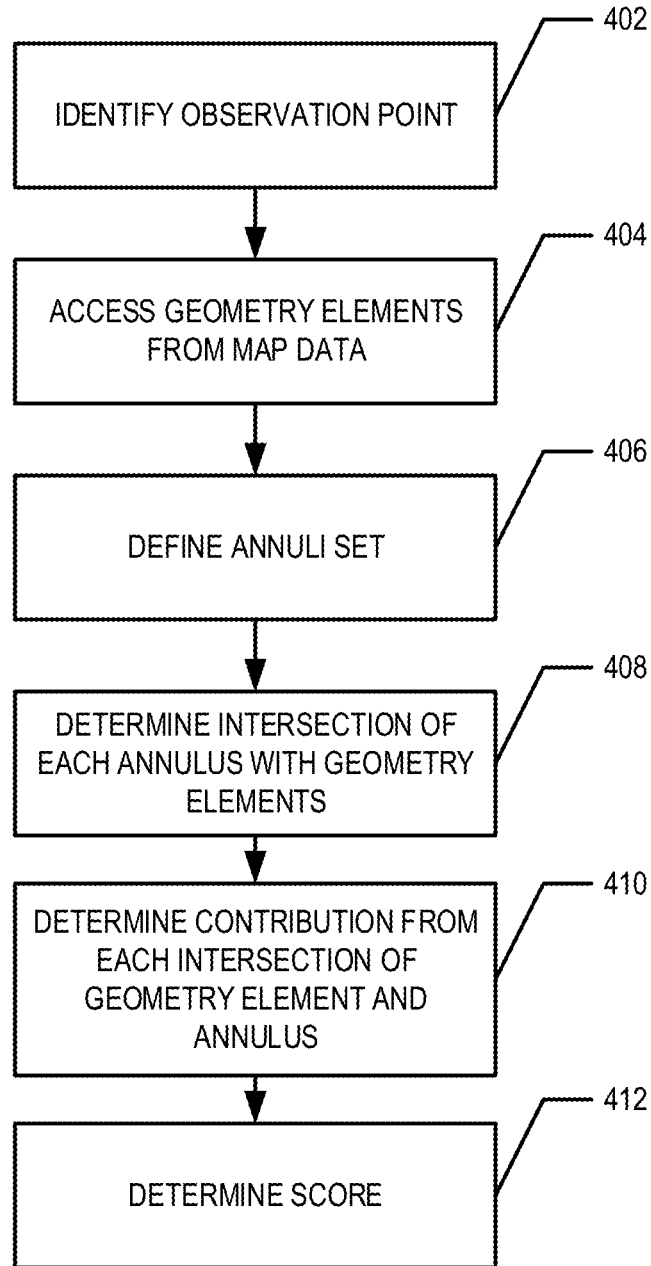 402
IDENTIFY OBSERVATION POINT
404
ACCESS GEOMETRY ELEMENTS
FROM MAP DATA
406
DEFINE ANNULI SET
408
DETERMINE INTERSECTION OF
EACH ANNULUS WITH GEOMETRY
ELEMENTS
410
DETERMINE CONTRIBUTION FROM
EACH INTERSECTION OF
GEOMETRY ELEMENT AND
ANNULUS
412
DETERMINE SCORE